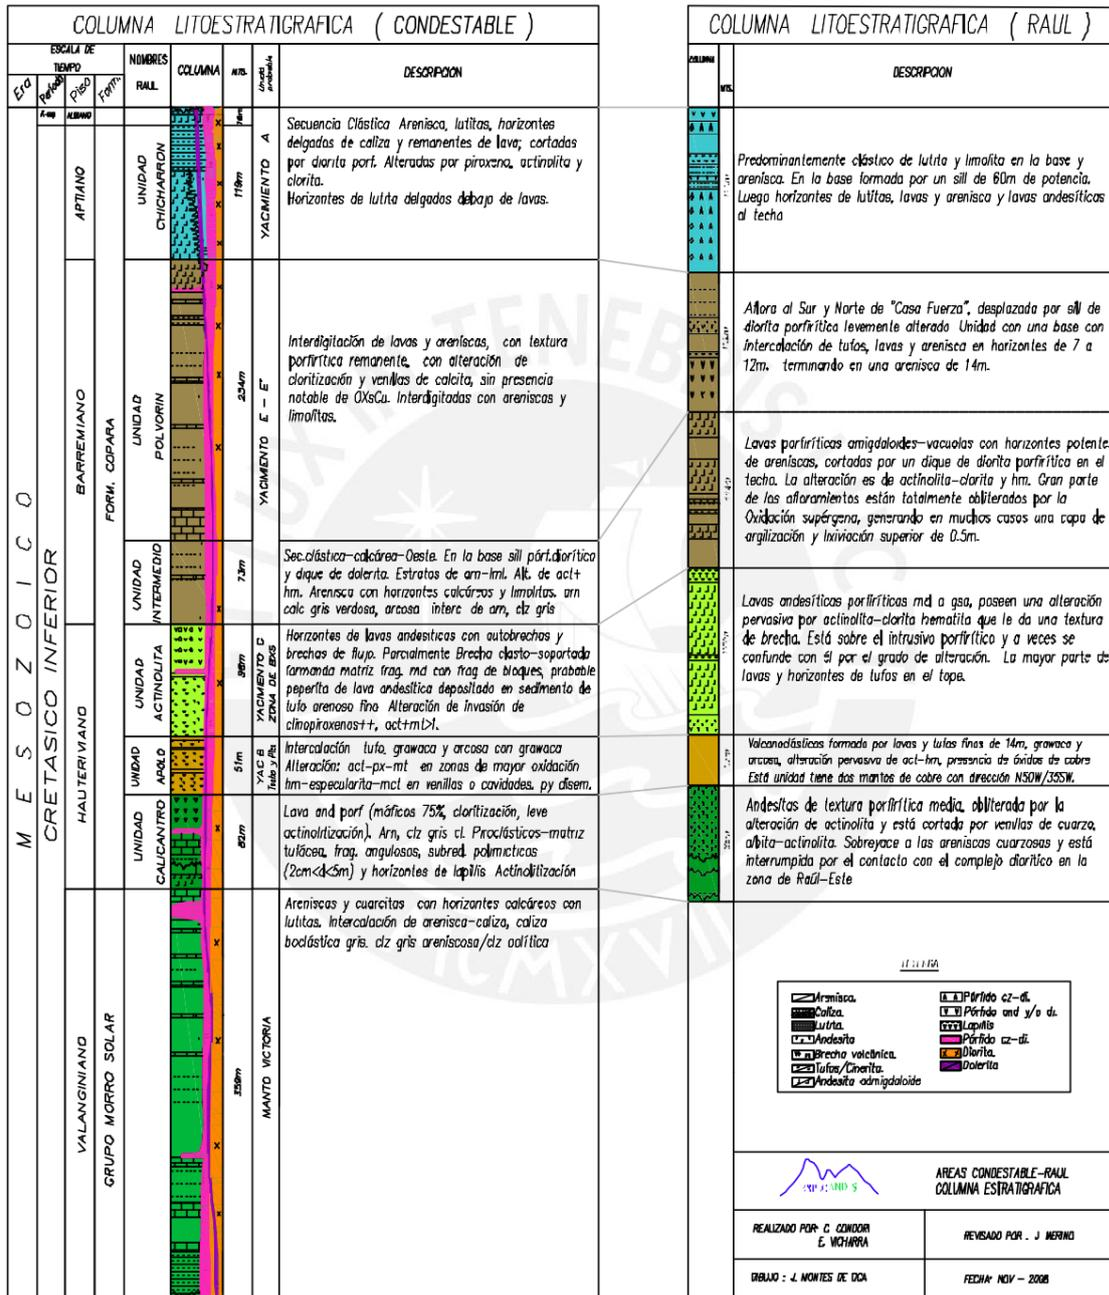 COLUMNA LITOESTRATIGRAFICA ( CONDESTABLE )
ESCALA DE TIEMPO
Era
Periodo
Piso
Form.
NOMBRES
RAUL
COLUMNA
MTS.
Unidad probable
DESCRIPCION
MESOZOICO
CRETASICO INFERIOR
ALBIANO
APTIANO
BARREMIANO
HAUTERIVIANO
VALANGINIANO
FORM. COPARA
GRUPO MORRO SOLAR
UNIDAD CHICHARRON
119m
YACIMIENTO A
Secuencia Clástica Arenisca, lutitas, horizontes
delgados de caliza y remanentes de lava; cortadas
por diorita porf. Alteradas por piroxeno, actinolita y
clorita.
Horizontes de lutita delgados debajo de lavas.
UNIDAD POLVORIN
234m
YACIMIENTO E - E'
Interdigitación de lavas y areniscas, con textura
porfirítica remanente, con alteración de
cloritización y venillas de calcita, sin presencia
notable de OXsCu. Interdigitadas con areniscas y
limolitas.
UNIDAD INTERMEDIO
73m
Sec.clástica-calcárea-Oeste. En la base sill pórf.diorítico
y dique de dolerita. Estratos de arn-lml. Alt. de act+
hm. Arenisca con horizontes calcáreos y limolitas. arn
calc gris verdosa, arcosa interc de arn, clz gris
UNIDAD ACTINOLITA
YACIMIENTO C
ZONA DE BXS
Horizontes de lavas andesíticas con autobrechas y
brechas de flujo. Parcialmente Brecha clasto-soportada
formando matriz frag. md con frag de bloques, probable
peperita de lava andesítica depositado en sedimento de
tufo arenoso fino Alteración de invasión de
clinopiroxenos++, act+mt>1.
UNIDAD APOLO
51m
YAC B
Intercalación tufo, grawaca y arcosa con grawaca
Alteración: act-px-mt en zonas de mayor oxidación
hm-especularita-mct en venillas o cavidades. py disem.
UNIDAD CALICANTRO
82m
Lava and porf (máficos 75%, cloritización, leve
actinolitización). Arn, clz gris cl. Piroclásticos-matriz
tufácea, frag. angulosos, subred. polimícticos
(2cm<d<5m) y horizontes de lapillis Actinolitización
359m
MANTO VICTORIA
Areniscas y cuarcitas con horizontes calcáreos con
lutitas. Intercalación de arenisca-caliza, caliza
bioclástica gris. clz gris areniscosa/clz oolítica
COLUMNA LITOESTRATIGRAFICA ( RAUL )
COLUMNA
MTS.
DESCRIPCION
Predominantemente clástico de lutita y limolita en la base y
arenisca. En la base formada por un sill de 60m de potencia.
Luego horizontes de lutitas, lavas y arenisca y lavas andesíticas
al techo
Aflora al Sur y Norte de "Casa Fuerza", desplazada por sill de
diorita porfirítica levemente alterado Unidad con una base con
intercalación de tufos, lavas y arenisca en horizontes de 7 a
12m. terminando en una arenisca de 14m.
Lavas porfiríticas amigdaloides-vacuolas con horizontes potentes
de areniscas, cortadas por un dique de diorita porfirítica en el
techo. La alteración es de actinolita-clorita y hm. Gran parte
de los afloramientos están totalmente obliterados por la
Oxidación supérgena, generando en muchos casos una capa de
argilización y lixiviación superior de 0.5m.
Lavas andesíticas porfiríticas md a gsa, poseen una alteración
pervasiva por actinolita-clorita hematita que le da una textura
de brecha. Está sobre el intrusivo porfirítico y a veces se
confunde con él por el grado de alteración. La mayor parte de
lavas y horizontes de tufos en el tope.
Volcanoclásticos formado por lavas y tufos finos de 14m, grawaca y
arcosa, alteración pervasiva de act-hm, presencia de óxidos de cobre
Está unidad tiene dos mantos de cobre con dirección N50W/35SW.
Andesitas de textura porfirítica media, obliterada por la
alteración de actinolita y está cortada por venillas de cuarzo,
albita-actinolita. Sobreyace a las areniscas cuarzosas y está
interrumpida por el contacto con el complejo diorítico en la
zona de Raúl-Este
Arenisca.
Caliza.
Lutita.
Andesita
Brecha volcánica.
Tufos/Cinerita.
Andesita admigdaloide
Pórfido cz-di.
Pórfido and y/o di.
Lapillis
Pórfido cz-di.
Diorita.
Dolerita
AREAS CONDESTABLE-RAUL
COLUMNA ESTRATIGRAFICA
REALIZADO POR: C. CONDORI
E. VICHARRA
REVISADO POR . J MERINO
DIBUJO : J. MONTES DE OCA
FECHA: NOV - 2008
LUX IN TENEBRIS
MCMXVII